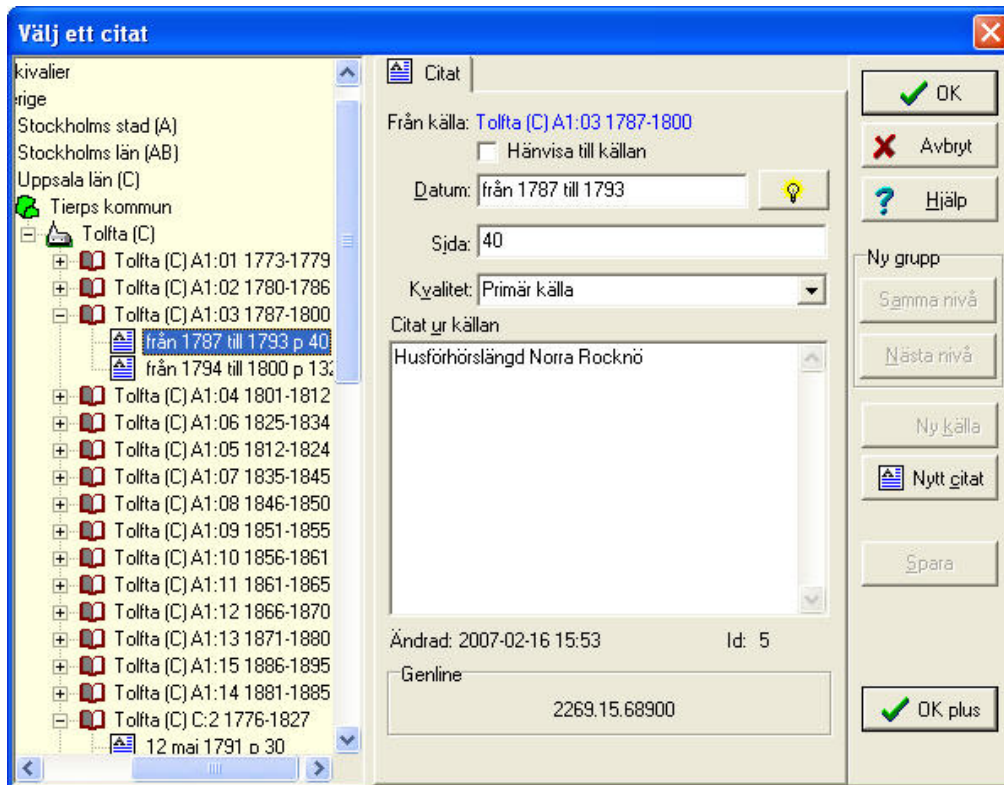 Välj ett citat
kivalier
erige
Stockholms stad (A)
Stockholms län (AB)
Uppsala län (C)
Tierps kommun
Tolfta (C)
Tolfta (C) A1:01 1773-1779
Tolfta (C) A1:02 1780-1786
Tolfta (C) A1:03 1787-1800
från 1787 till 1793 p 40
från 1794 till 1800 p 132
Tolfta (C) A1:04 1801-1812
Tolfta (C) A1:06 1825-1834
Tolfta (C) A1:05 1812-1824
Tolfta (C) A1:07 1835-1845
Tolfta (C) A1:08 1846-1850
Tolfta (C) A1:09 1851-1855
Tolfta (C) A1:10 1856-1861
Tolfta (C) A1:11 1861-1865
Tolfta (C) A1:12 1866-1870
Tolfta (C) A1:13 1871-1880
Tolfta (C) A1:15 1886-1895
Tolfta (C) A1:14 1881-1885
Tolfta (C) C:2 1776-1827
12 mai 1791 p 30
Citat
Från källa: Tolfta (C) A1:03 1787-1800
Hänvisa till källan
Datum: från 1787 till 1793
Sida: 40
Kvalitet: Primär källa
Citat ur källan
Husförhörslängd Norra Rocknö
Ändrad: 2007-02-16 15:53 Id: 5
Genline
2269.15.68900
OK
Avbryt
Hjälp
Ny grupp
Samma nivå
Nästa nivå
Ny källa
Nytt citat
Spara
OK plus